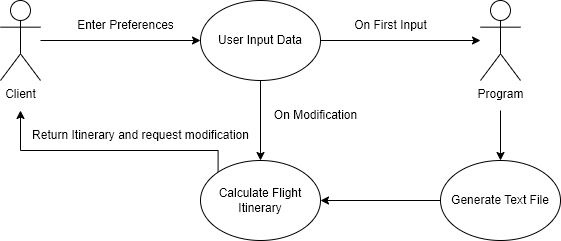 Enter Preferences
User Input Data
On First Input
Client
Program
On Modification
Return Itinerary and request modification
Calculate Flight
Itinerary
Generate Text File